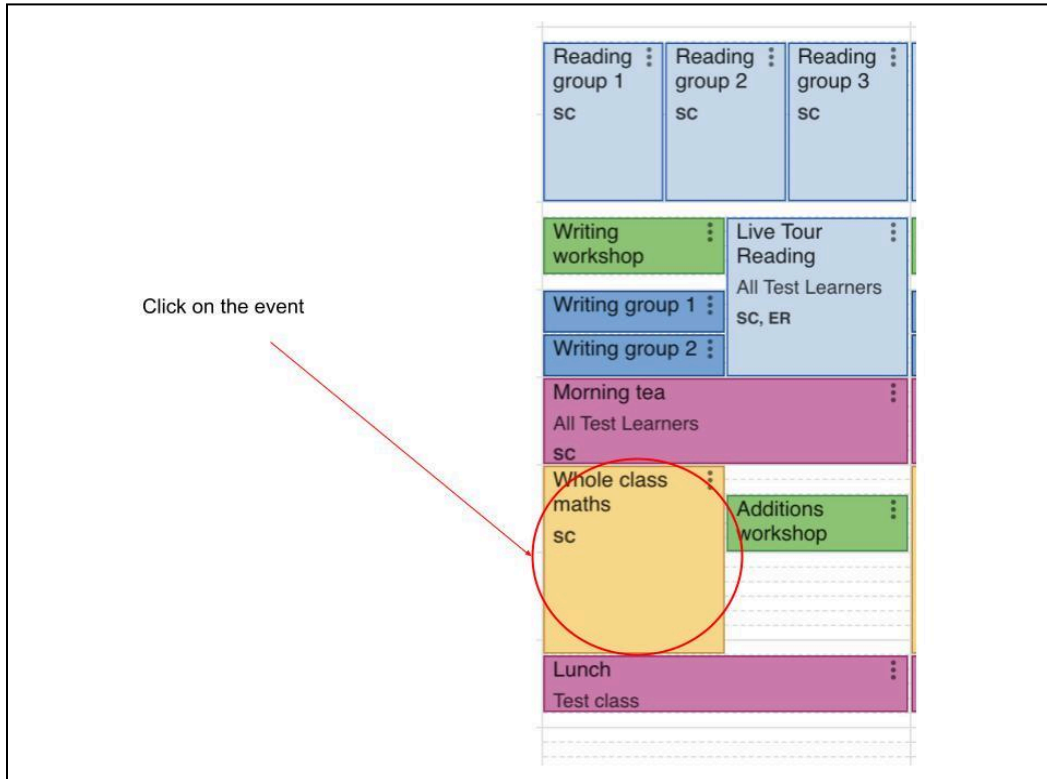 Reading
group 1
SC
Reading
group 2
SC
Reading
group 3
SC
Writing
workshop
Live Tour
Reading
All Test Learners
SC, ER
Click on the event
Writing group 1
Writing group 2
Morning tea
All Test Learners
SC
Whole class
maths
SC
Additions
workshop
Lunch
Test class